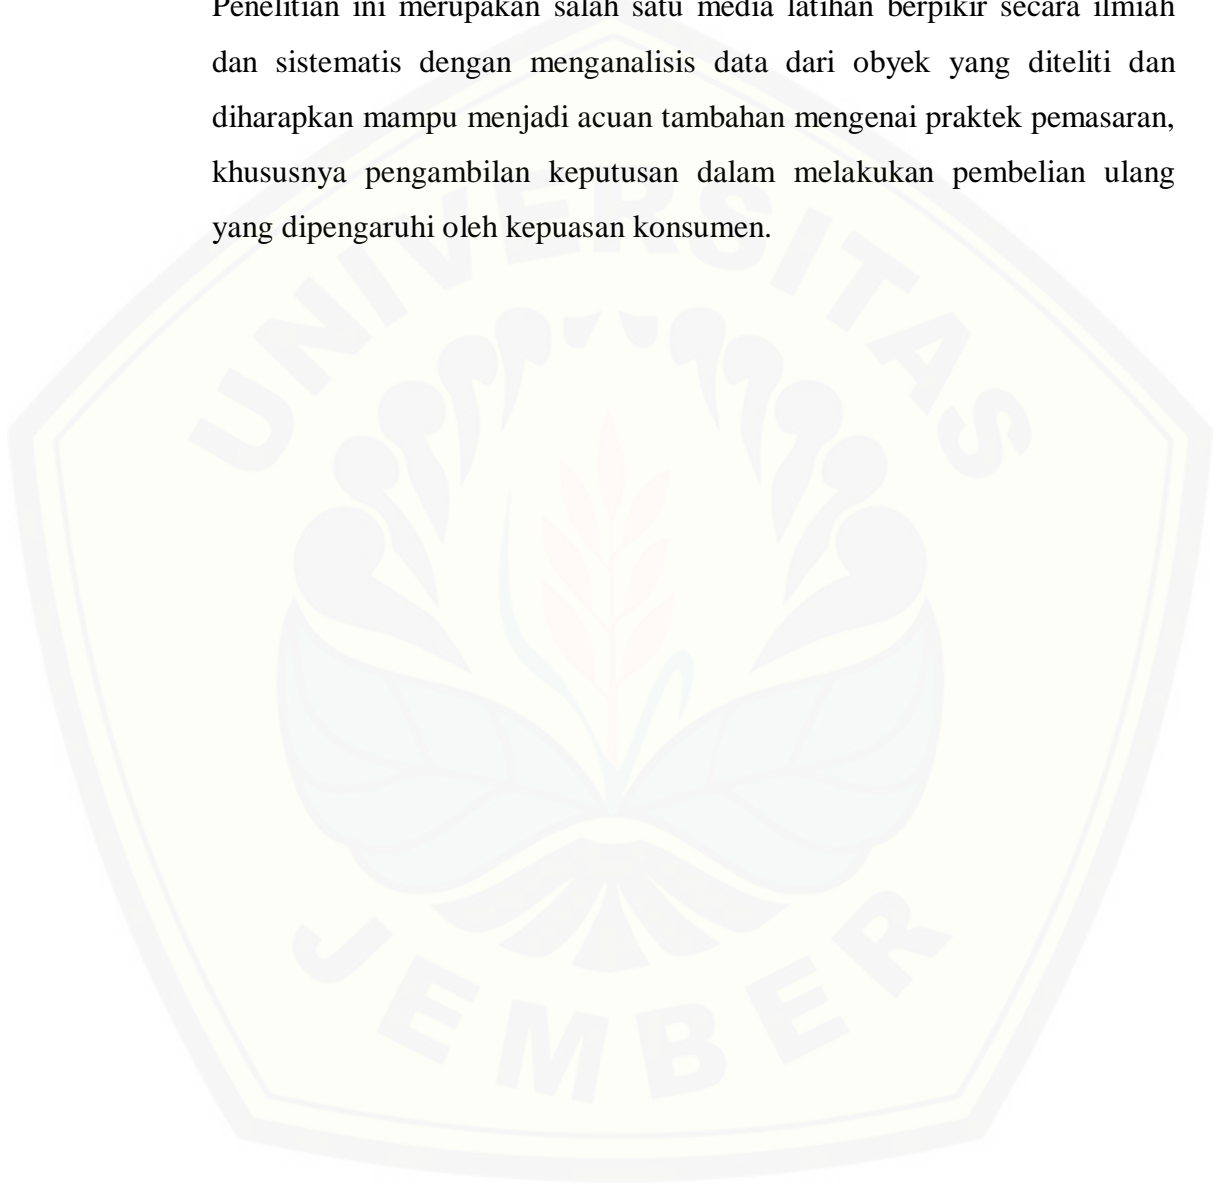 Penelitian ini merupakan salah satu media latihan berpikir secara ilmiah
dan sistematis dengan menganalisis data dari obyek yang diteliti dan
diharapkan mampu menjadi acuan tambahan mengenai praktek pemasaran,
khususnya pengambilan keputusan dalam melakukan pembelian ulang
yang dipengaruhi oleh kepuasan konsumen.
UNIVERSITAS
JEMBER